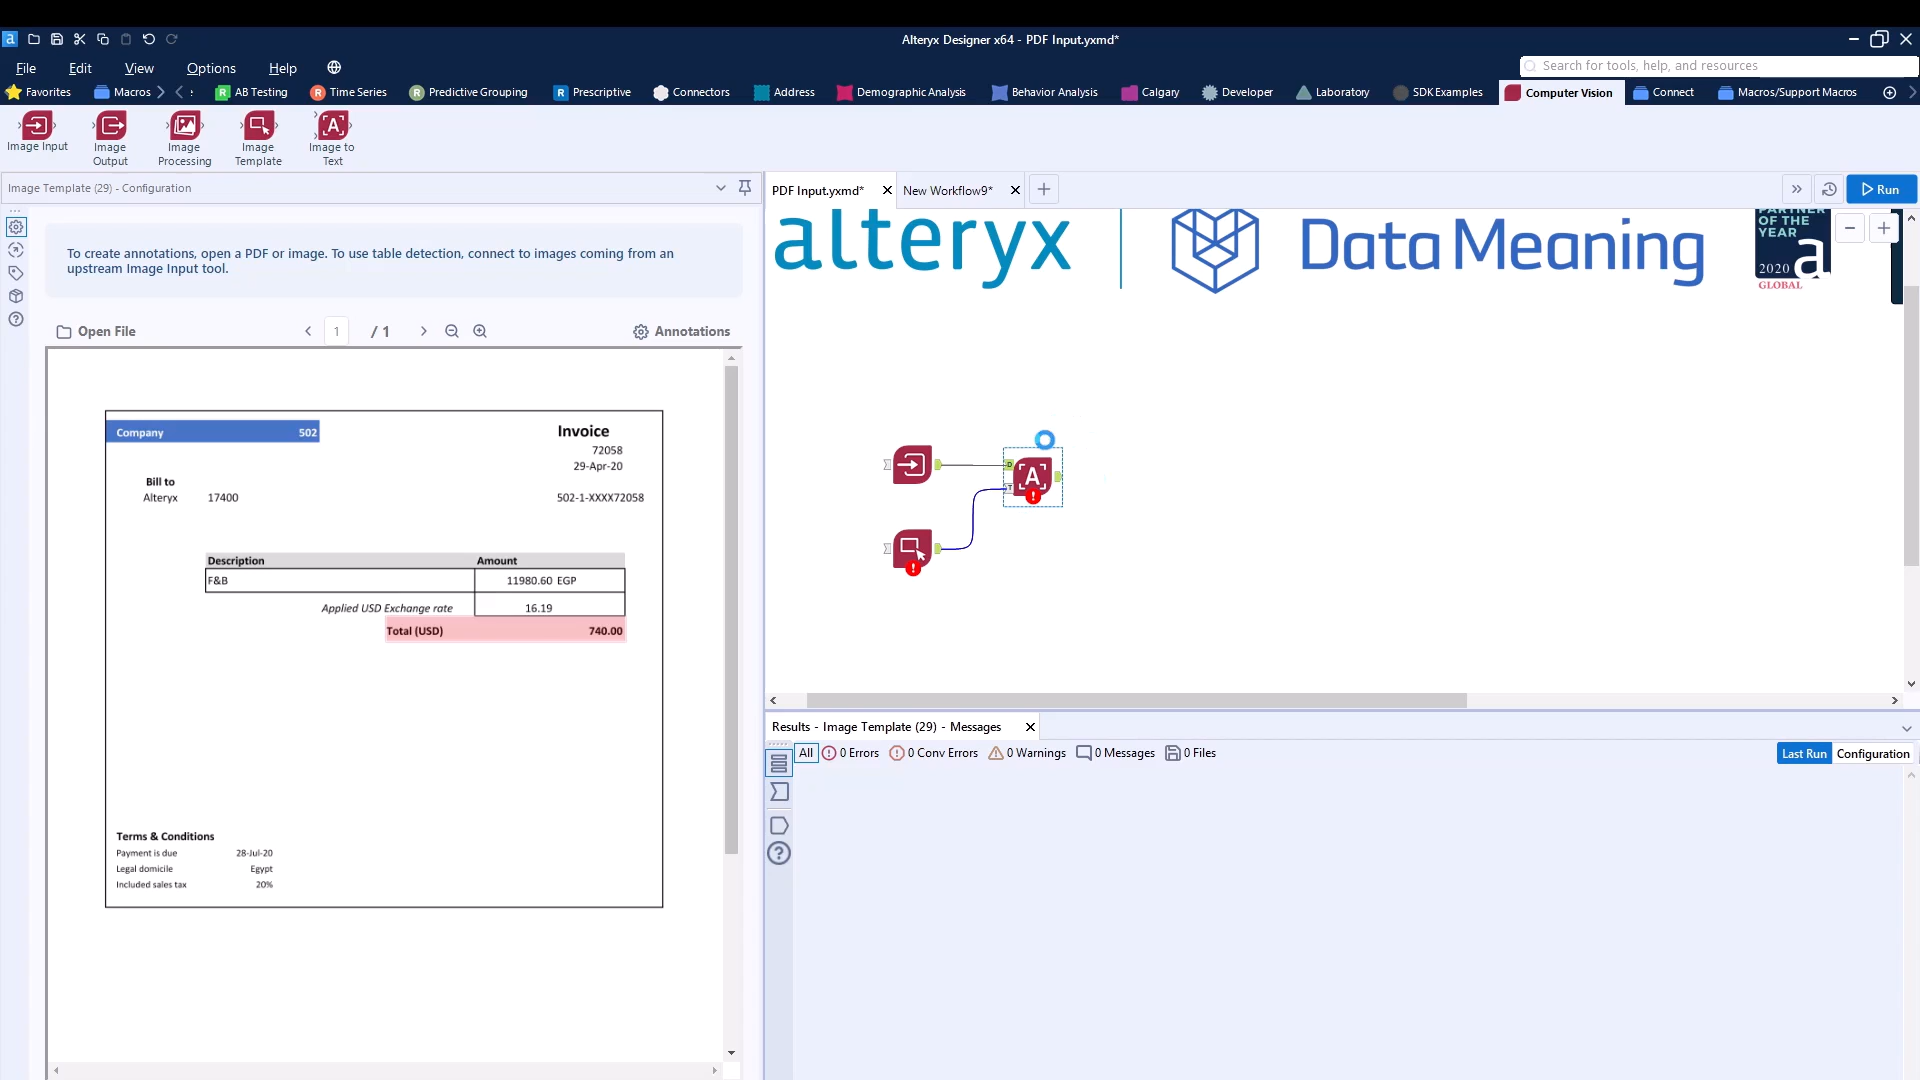 Alteryx Designer x64 - PDF Input.yxmd*
File Edit View Options Help
Search for tools, help, and resources
Favorites Macros AB Testing Time Series Predictive Grouping Prescriptive Connectors Address Demographic Analysis Behavior Analysis Calgary Developer Laboratory SDK Examples Computer Vision Connect Macros/Support Macros
Image Input
Image Output
Image Processing
Image Template
Image to Text
Image Template (29) - Configuration
To create annotations, open a PDF or image. To use table detection, connect to images coming from an
upstream Image Input tool.
Open File 1 / 1 Annotations
Company 502
Invoice
72058
29-Apr-20
Bill to
Alteryx 17400 502-1-XXXX72058
Description Amount
F&B 11980.60 EGP
Applied USD Exchange rate 16.19
Total (USD) 740.00
Terms & Conditions
Payment is due 28-Jul-20
Legal domicile Egypt
Included sales tax 20%
PDF Input.yxmd* New Workflow9* Run
alteryx DataMeaning
PARTNER
OF THE
YEAR
2020 a
GLOBAL
D
A
T
Results - Image Template (29) - Messages
All 0 Errors 0 Conv Errors 0 Warnings 0 Messages 0 Files Last Run Configuration